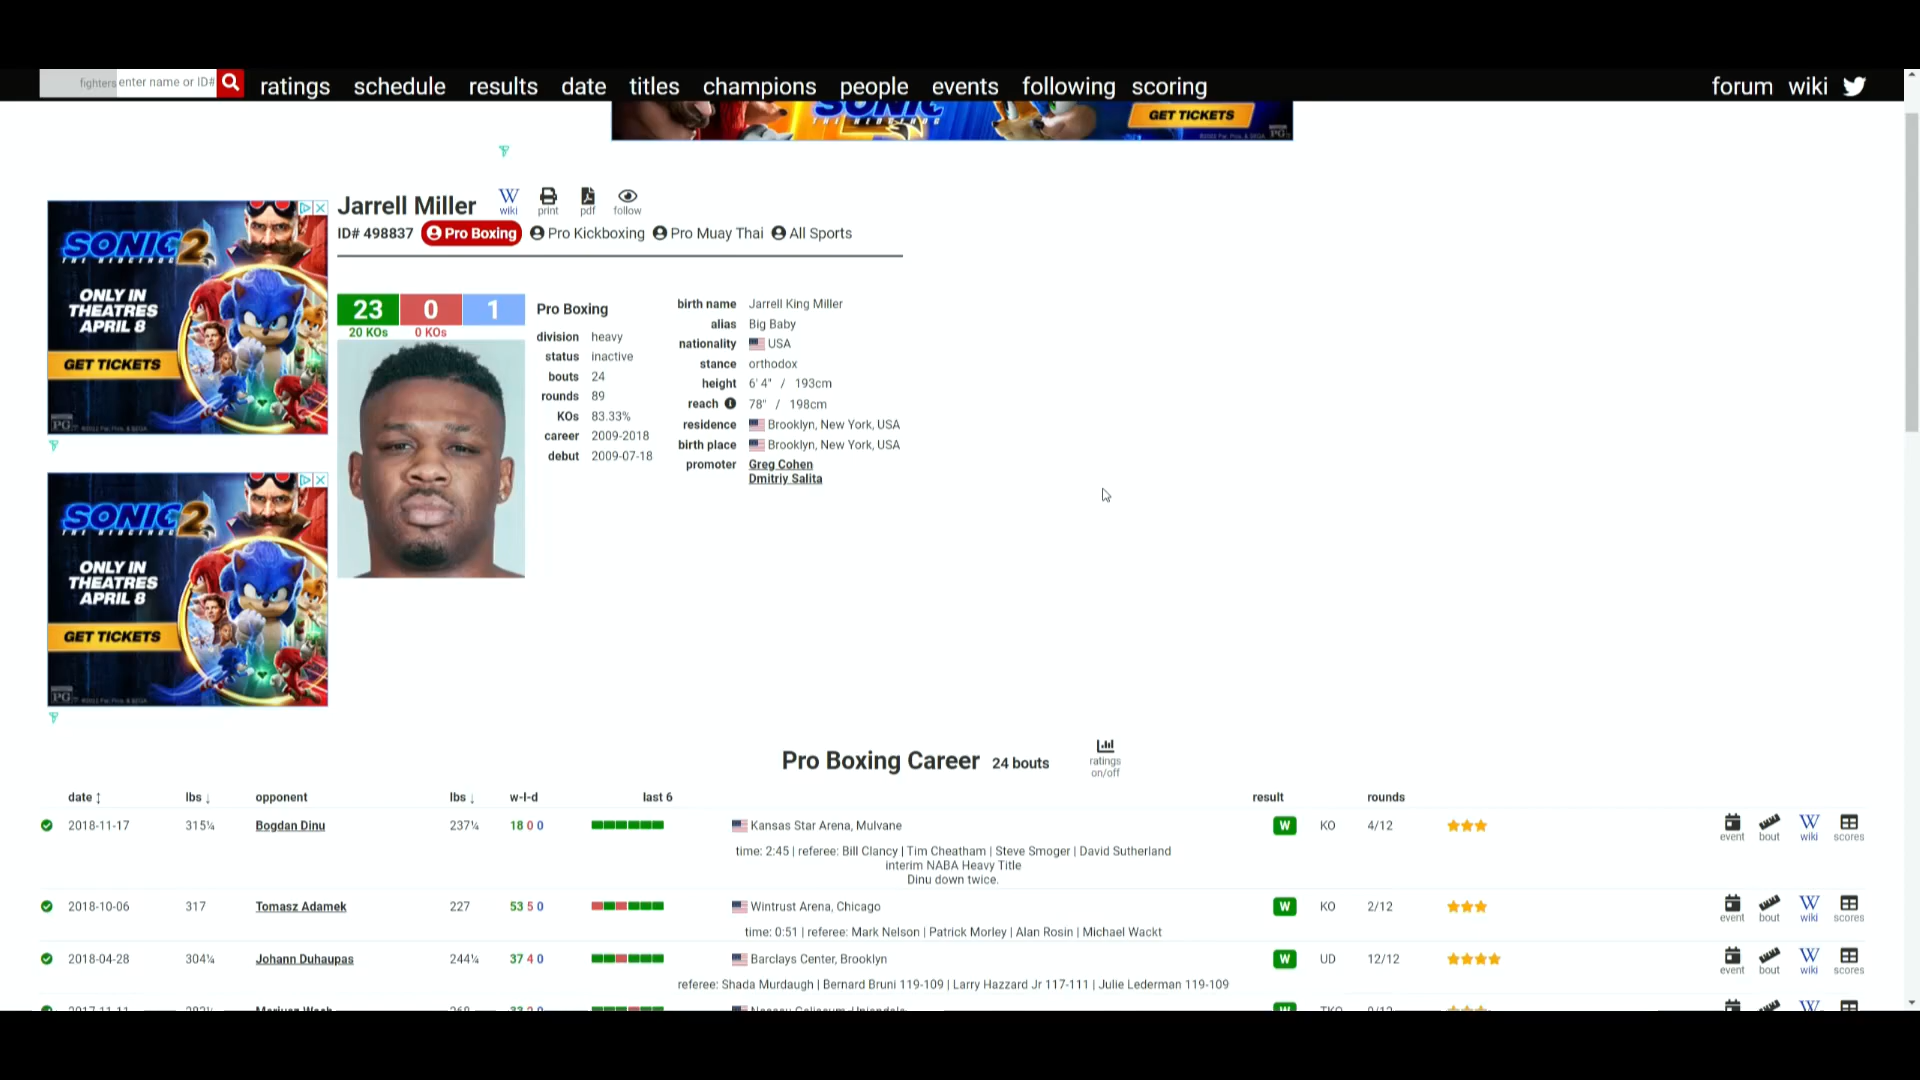 fighters enter name or ID# ratings schedule results date titles champions people events following scoring forum wiki
SONIC
THE HEDGEHOG
GET TICKETS
PG
Jarrell Miller
wiki print pdf follow
ID# 498837 Pro Boxing Pro Kickboxing Pro Muay Thai All Sports
SONIC 2
THE HEDGEHOG
ONLY IN
THEATRES
APRIL 8
GET TICKETS
PG
23 0 1
20 KOs 0 KOs
Pro Boxing
division heavy
status inactive
bouts 24
rounds 89
KOs 83.33%
career 2009-2018
debut 2009-07-18
birth name Jarrell King Miller
alias Big Baby
nationality USA
stance orthodox
height 6' 4" / 193cm
reach 78" / 198cm
residence Brooklyn, New York, USA
birth place Brooklyn, New York, USA
promoter Greg Cohen
Dmitriy Salita
SONIC 2
THE HEDGEHOG
ONLY IN
THEATRES
APRIL 8
GET TICKETS
PG
Pro Boxing Career 24 bouts
ratings
on/off
date lbs opponent lbs w-l-d last 6 result rounds
2018-11-17 315¼ Bogdan Dinu 237¼ 18 0 0 Kansas Star Arena, Mulvane W KO 4/12
event bout wiki scores
time: 2:45 | referee: Bill Clancy | Tim Cheatham | Steve Smoger | David Sutherland
interim NABA Heavy Title
Dinu down twice.
2018-10-06 317 Tomasz Adamek 227 53 5 0 Wintrust Arena, Chicago W KO 2/12
event bout wiki scores
time: 0:51 | referee: Mark Nelson | Patrick Morley | Alan Rosin | Michael Wackt
2018-04-28 304¼ Johann Duhaupas 244¼ 37 4 0 Barclays Center, Brooklyn W UD 12/12
event bout wiki scores
referee: Shada Murdaugh | Bernard Bruni 119-109 | Larry Hazzard Jr 117-111 | Julie Lederman 119-109